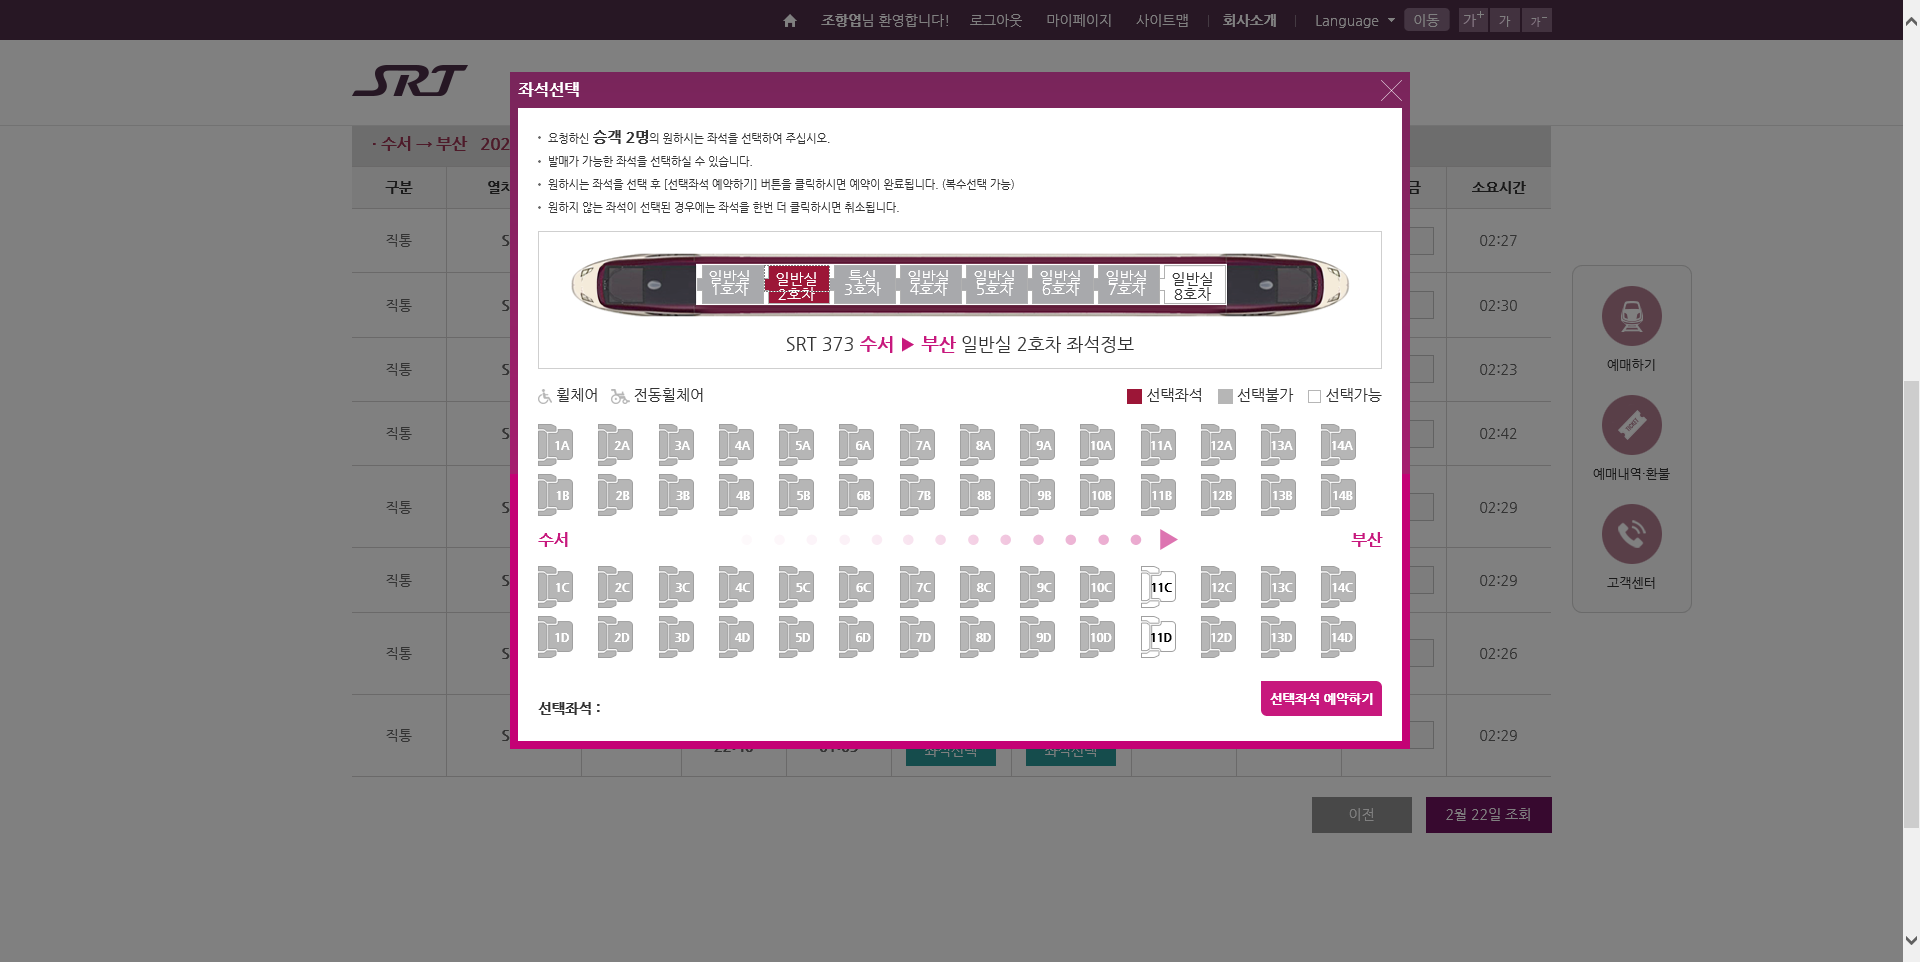 조항업님 환영합니다! 로그아웃 마이페이지 사이트맵 회사소개 Language 이동 가+ 가 가-
SRT
좌석선택
· 수서 → 부산 202
구분 열차 금 소요시간
· 요청하신 승객 2명의 원하시는 좌석을 선택하여 주십시오.
· 발매가 가능한 좌석을 선택하실 수 있습니다.
· 원하시는 좌석을 선택 후 [선택좌석 예약하기] 버튼을 클릭하시면 예약이 완료됩니다. (복수선택 가능)
· 원하지 않는 좌석이 선택된 경우에는 좌석을 한번 더 클릭하시면 취소됩니다.
일반실 일반실 특실 일반실 일반실 일반실 일반실 일반실
1호차 2호차 3호차 4호차 5호차 6호차 7호차 8호차
SRT 373 수서 ▶ 부산 일반실 2호차 좌석정보
휠체어 전동휠체어 선택좌석 선택불가 선택가능
1A 2A 3A 4A 5A 6A 7A 8A 9A 10A 11A 12A 13A 14A
1B 2B 3B 4B 5B 6B 7B 8B 9B 10B 11B 12B 13B 14B
수서 부산
1C 2C 3C 4C 5C 6C 7C 8C 9C 10C 11C 12C 13C 14C
1D 2D 3D 4D 5D 6D 7D 8D 9D 10D 11D 12D 13D 14D
선택좌석 : 선택좌석 예약하기
직통 S 02:27
직통 S 02:30
직통 S 02:23
직통 S 02:42
직통 S 02:29
직통 S 02:29
직통 S 02:26
직통 S 좌석선택 좌석선택 02:29
이전 2월 22일 조회
예매하기
예매내역·환불
고객센터